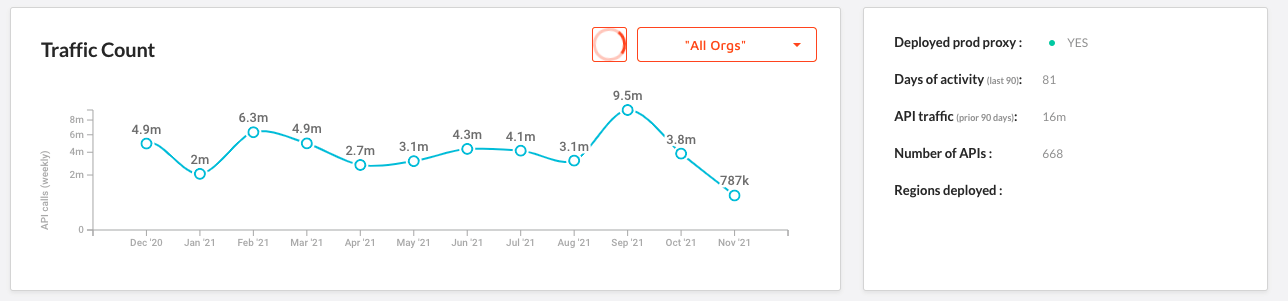 Traffic Count
"All Orgs"
9.5m
8m
6.3m
4.9m
4.9m
6m
4.3m
4.1m
3.8m
2.7m
3.1m
3.1m
4m
2m
2m
787k
API calls (weekly)
0
Dec '20 Jan '21 Feb '21 Mar '21 Apr '21 May '21 Jun '21 Jul '21 Aug '21 Sep '21 Oct '21 Nov '21
Deployed prod proxy : YES
Days of activity (last 90): 81
API traffic (prior 90 days): 16m
Number of APIs : 668
Regions deployed :